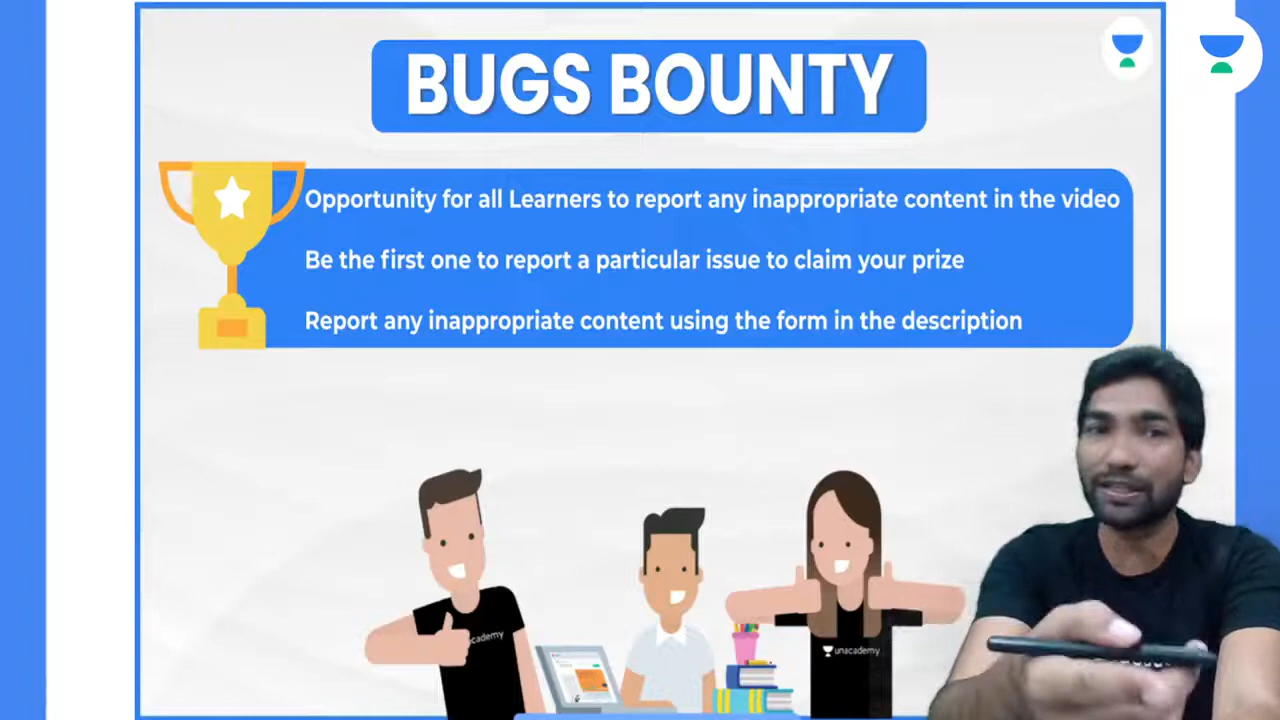 BUGS BOUNTY
Opportunity for all Learners to report any inappropriate content in the video
Be the first one to report a particular issue to claim your prize
Report any inappropriate content using the form in the description
unacademy